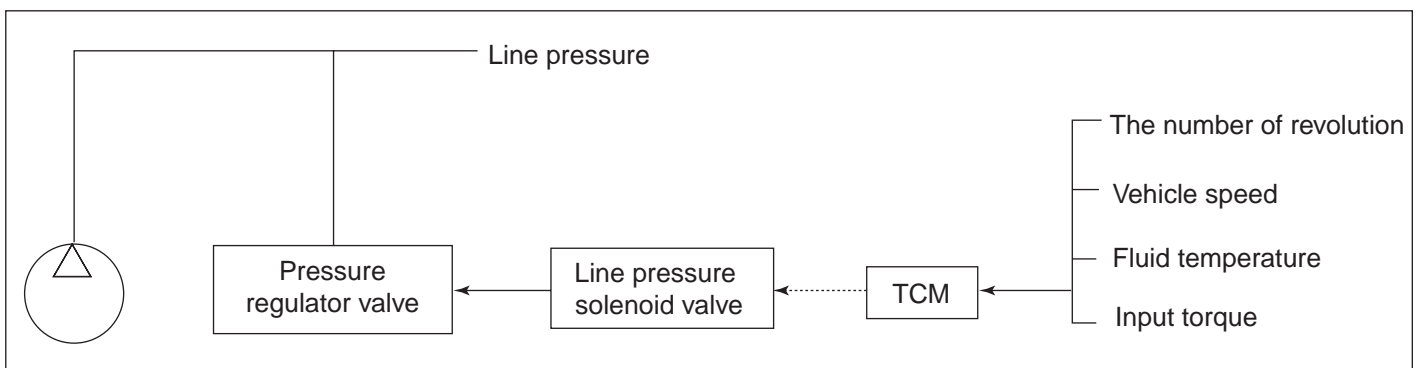 Line pressure
The number of revolution
Vehicle speed
Fluid temperature
Input torque
Pressure
regulator valve
Line pressure
solenoid valve
TCM